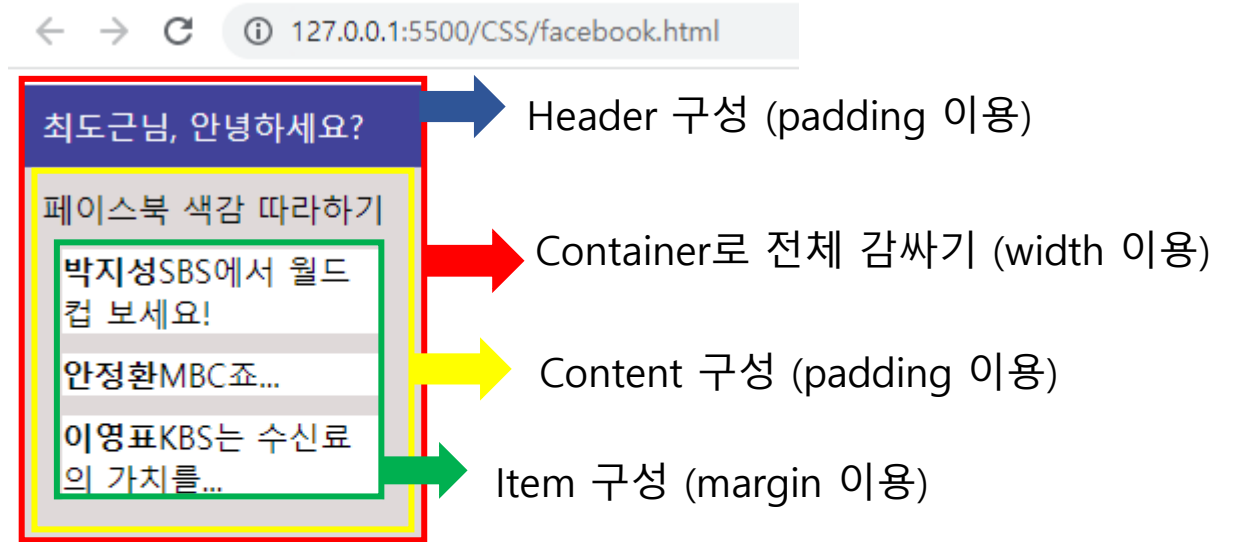 127.0.0.1:5500/CSS/facebook.html
최도근님, 안녕하세요?
Header 구성 (padding 이용)
페이스북 색감 따라하기
박지성SBS에서 월드
컵 보세요!
Container로 전체 감싸기 (width 이용)
안정환MBC죠...
Content 구성 (padding 이용)
이영표KBS는 수신료
의 가치를...
Item 구성 (margin 이용)